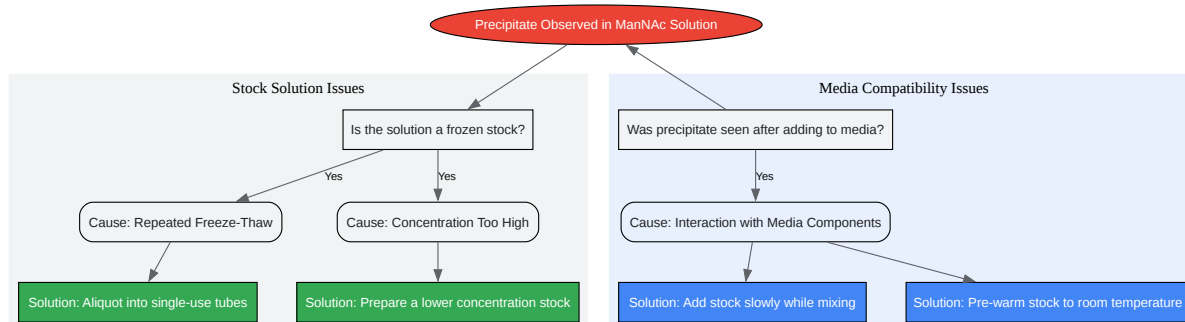 Precipitate Observed in ManNAc Solution
Stock Solution Issues
Media Compatibility Issues
Is the solution a frozen stock?
Was precipitate seen after adding to media?
Yes
Yes
Yes
Cause: Repeated Freeze-Thaw
Cause: Concentration Too High
Cause: Interaction with Media Components
Solution: Aliquot into single-use tubes
Solution: Prepare a lower concentration stock
Solution: Add stock slowly while mixing
Solution: Pre-warm stock to room temperature